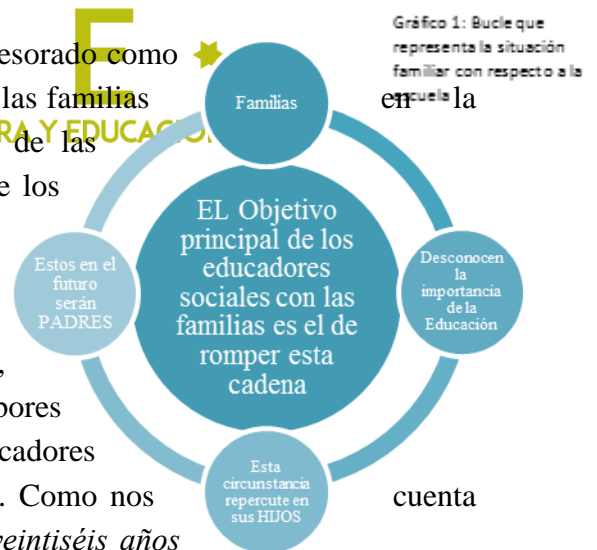 Gráfico 1: Bucle que
representa la situación
familiar con respecto a la
escuela
esorado como
las familias en la
RA Y EDUCACIÓN
de las
e los
Familias
EL Objetivo
principal de los
educadores
sociales con las
familias es el de
romper esta
cadena
Desconocen
la
importancia
de la
Educación
Esta
circunstancia
repercute en
sus HIJOS
Estos en el
futuro
serán
PADRES
,
bores
cadores
. Como nos cuenta
veintiséis años